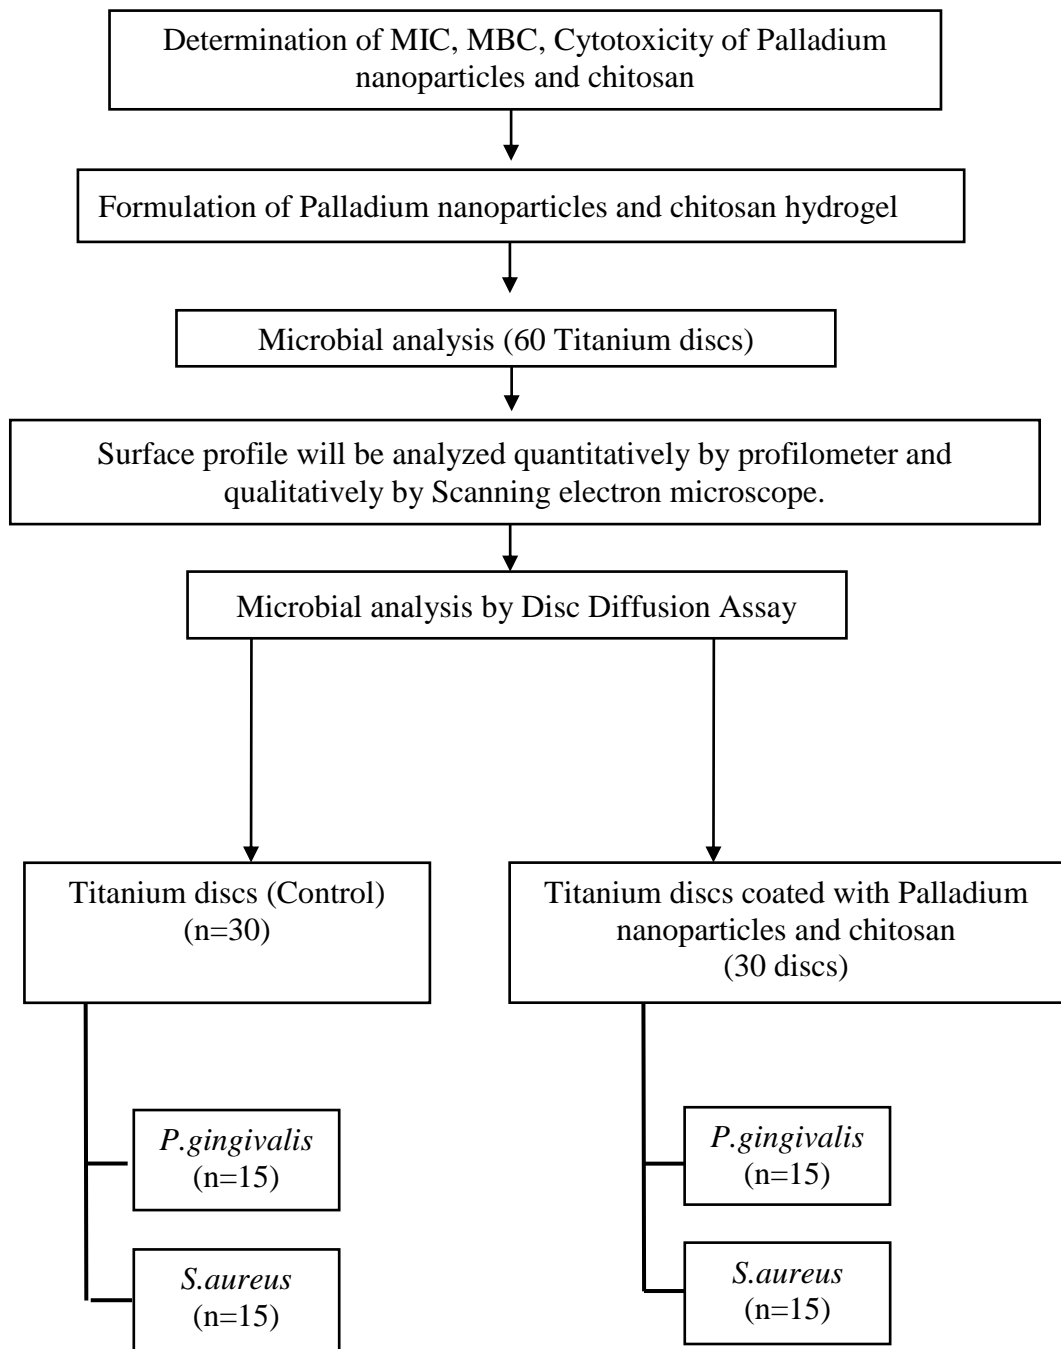 Determination of MIC, MBC, Cytotoxicity of Palladium
nanoparticles and chitosan
Formulation of Palladium nanoparticles and chitosan hydrogel
Microbial analysis (60 Titanium discs)
Surface profile will be analyzed quantitatively by profilometer and
qualitatively by Scanning electron microscope.
Microbial analysis by Disc Diffusion Assay
Titanium discs (Control)
(n=30)
Titanium discs coated with Palladium
nanoparticles and chitosan
(30 discs)
P.gingivalis
(n=15)
S.aureus
(n=15)
P.gingivalis
(n=15)
S.aureus
(n=15)